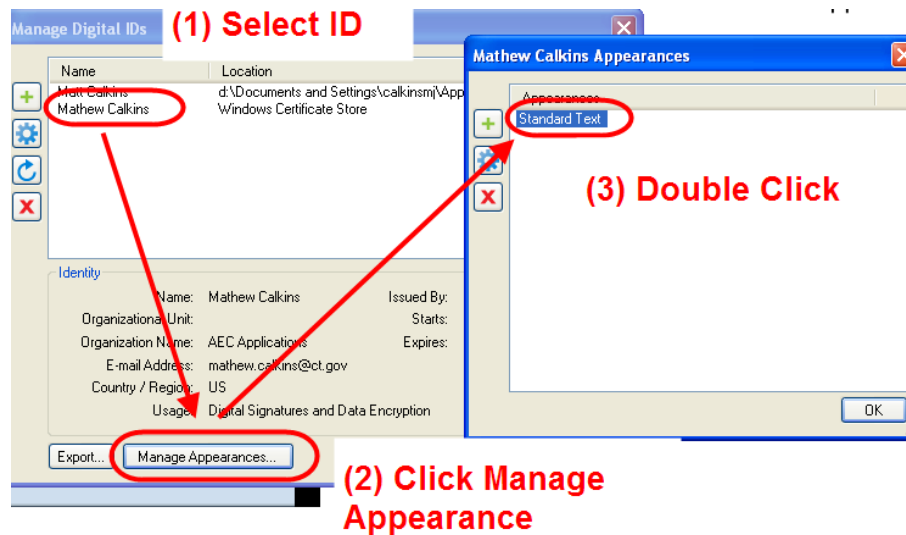 Manage Digital IDs
(1) Select ID
Name Location
Matt Calkins d:\Documents and Settings\calkinsmj\App
Mathew Calkins Windows Certificate Store
Identity
Name: Mathew Calkins Issued By:
Organizational Unit: Starts:
Organization Name: AEC Applications Expires:
E-mail Address: mathew.calkins@ct.gov
Country / Region: US
Usage: Digital Signatures and Data Encryption
Export... Manage Appearances...
(2) Click Manage
Appearance
Mathew Calkins Appearances
Appearances
Standard Text
(3) Double Click
OK